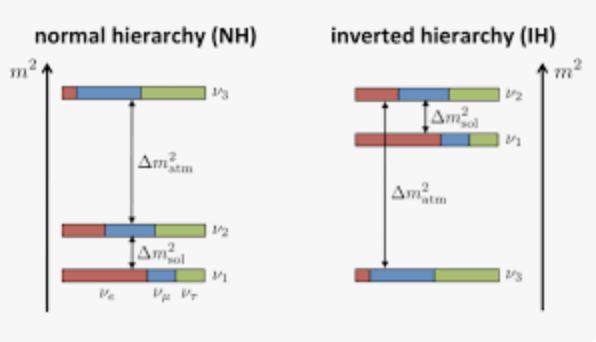 normal hierarchy (NH)
inverted hierarchy (IH)
m²
ν₃
Δm²atm
ν₂
Δm²sol
ν₁
νₑ νμ ντ
m²
ν₂
Δm²sol
ν₁
Δm²atm
ν₃